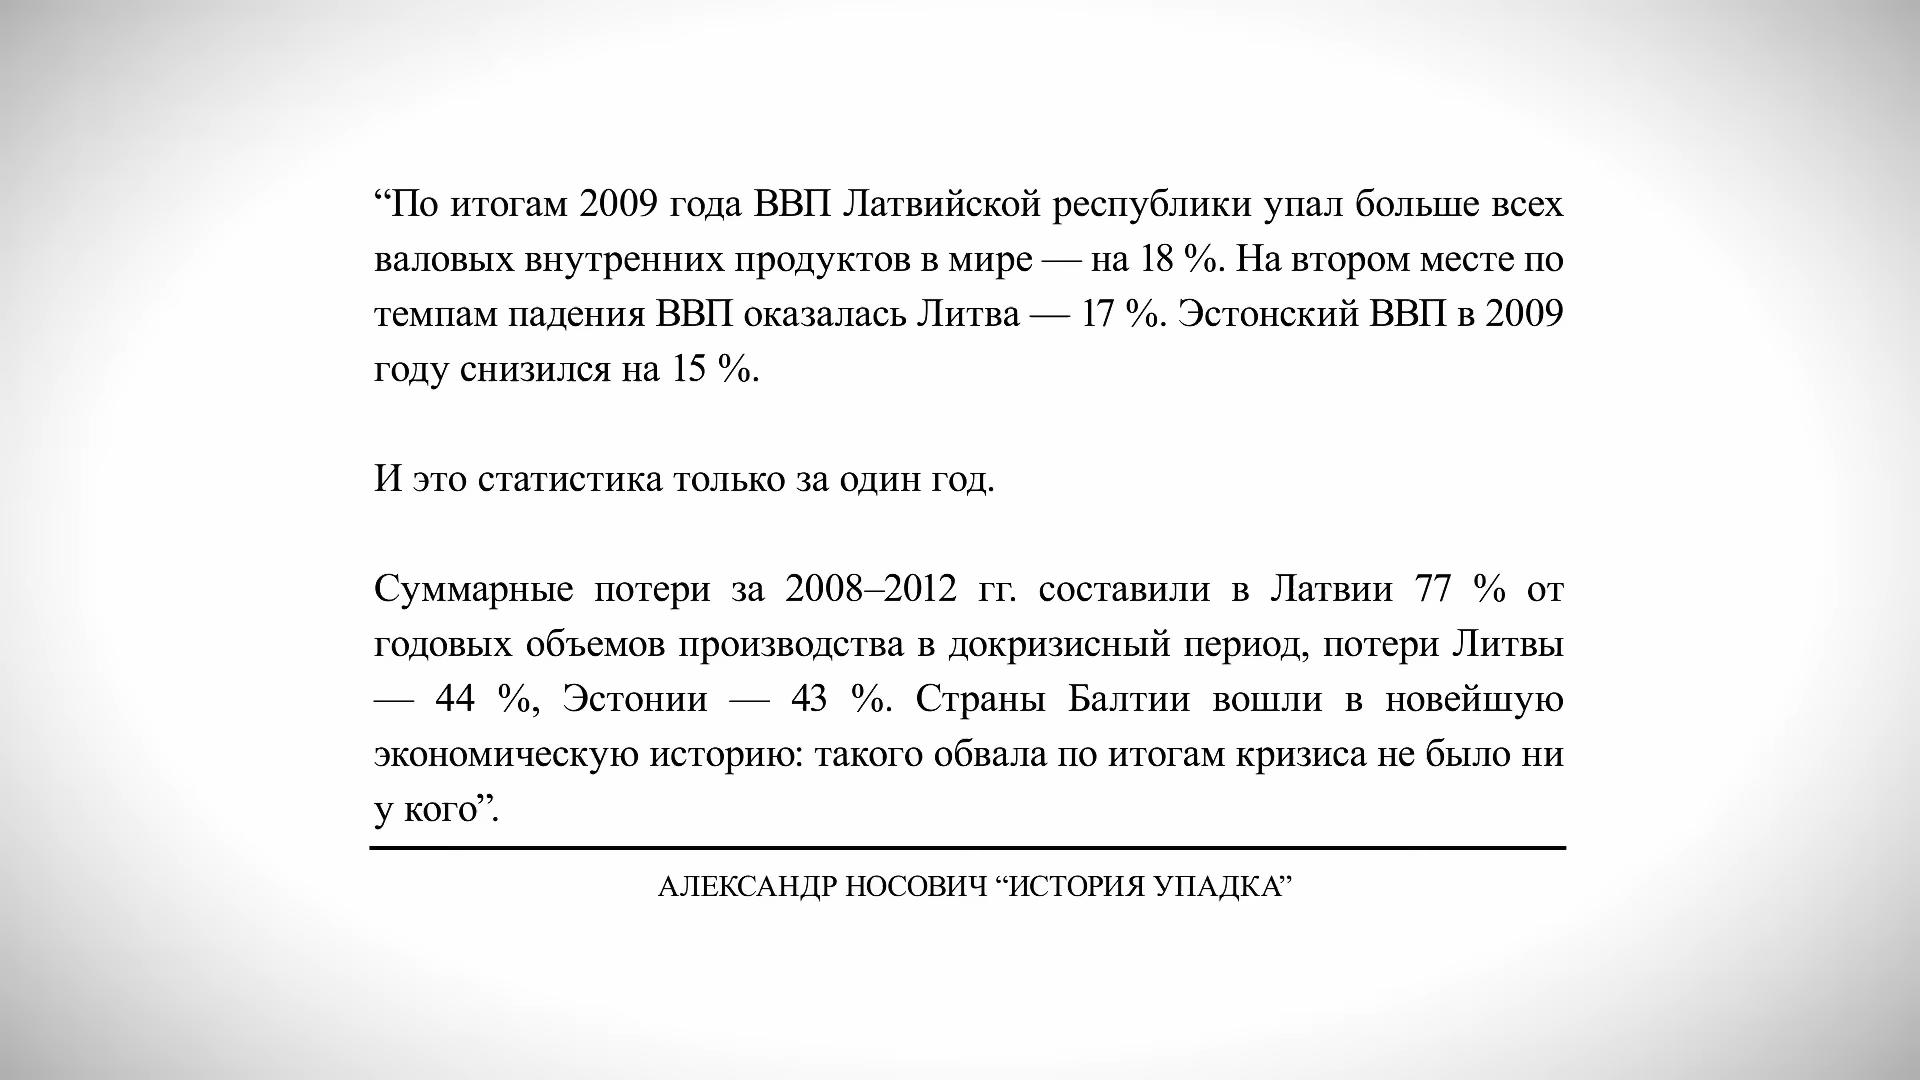 “По итогам 2009 года ВВП Латвийской республики упал больше всех
валовых внутренних продуктов в мире — на 18 %. На втором месте по
темпам падения ВВП оказалась Литва — 17 %. Эстонский ВВП в 2009
году снизился на 15 %.
И это статистика только за один год.
Суммарные потери за 2008–2012 гг. составили в Латвии 77 % от
годовых объемов производства в докризисный период, потери Литвы
— 44 %, Эстонии — 43 %. Страны Балтии вошли в новейшую
экономическую историю: такого обвала по итогам кризиса не было ни
у кого”.
АЛЕКСАНДР НОСОВИЧ “ИСТОРИЯ УПАДКА”